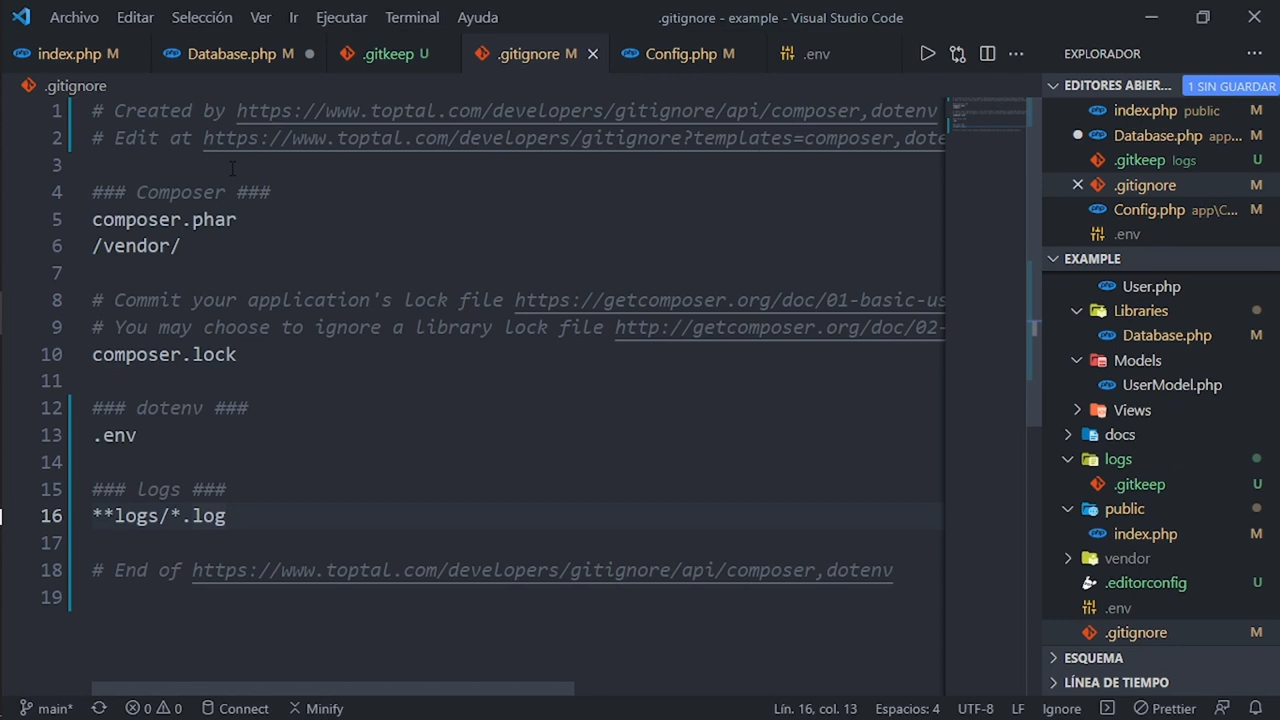 Archivo Editar Selección Ver Ir Ejecutar Terminal Ayuda .gitignore - example - Visual Studio Code
index.php M Database.php M .gitkeep U .gitignore M Config.php M .env
.gitignore
1 # Created by https://www.toptal.com/developers/gitignore/api/composer,dotenv
2 # Edit at https://www.toptal.com/developers/gitignore?templates=composer,dote
3
4 ### Composer ###
5 composer.phar
6 /vendor/
7
8 # Commit your application's lock file https://getcomposer.org/doc/01-basic-us
9 # You may choose to ignore a library lock file http://getcomposer.org/doc/02-
10 composer.lock
11
12 ### dotenv ###
13 .env
14
15 ### logs ###
16 **logs/*.log
17
18 # End of https://www.toptal.com/developers/gitignore/api/composer,dotenv
19
EXPLORADOR
EDITORES ABIER... 1 SIN GUARDAR
index.php public M
Database.php app... M
.gitkeep logs U
.gitignore M
Config.php app\C... M
.env
EXAMPLE
User.php
Libraries
Database.php M
Models
UserModel.php
Views
docs
logs
.gitkeep U
public
index.php M
vendor
.editorconfig U
.env
.gitignore M
ESQUEMA
LÍNEA DE TIEMPO
main* 0 0 Connect Minify Lín. 16, col. 13 Espacios: 4 UTF-8 LF Ignore Prettier